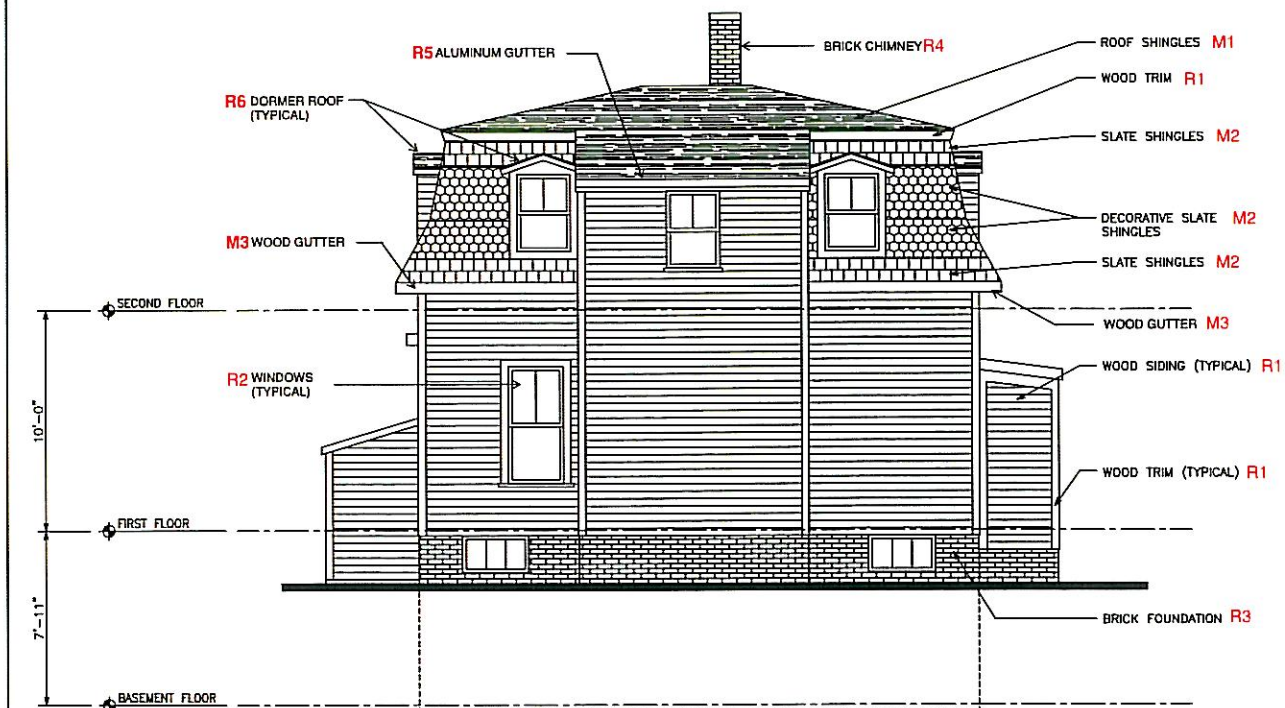 BRICK CHIMNEY R4
R5 ALUMINUM GUTTER
ROOF SHINGLES M1
WOOD TRIM R1
R6 DORMER ROOF
(TYPICAL)
SLATE SHINGLES M2
DECORATIVE SLATE M2
SHINGLES
M3 WOOD GUTTER
SLATE SHINGLES M2
SECOND FLOOR
WOOD GUTTER M3
WOOD SIDING (TYPICAL) R1
R2 WINDOWS
(TYPICAL)
10'-0"
WOOD TRIM (TYPICAL) R1
FIRST FLOOR
7'-11"
BRICK FOUNDATION R3
BASEMENT FLOOR